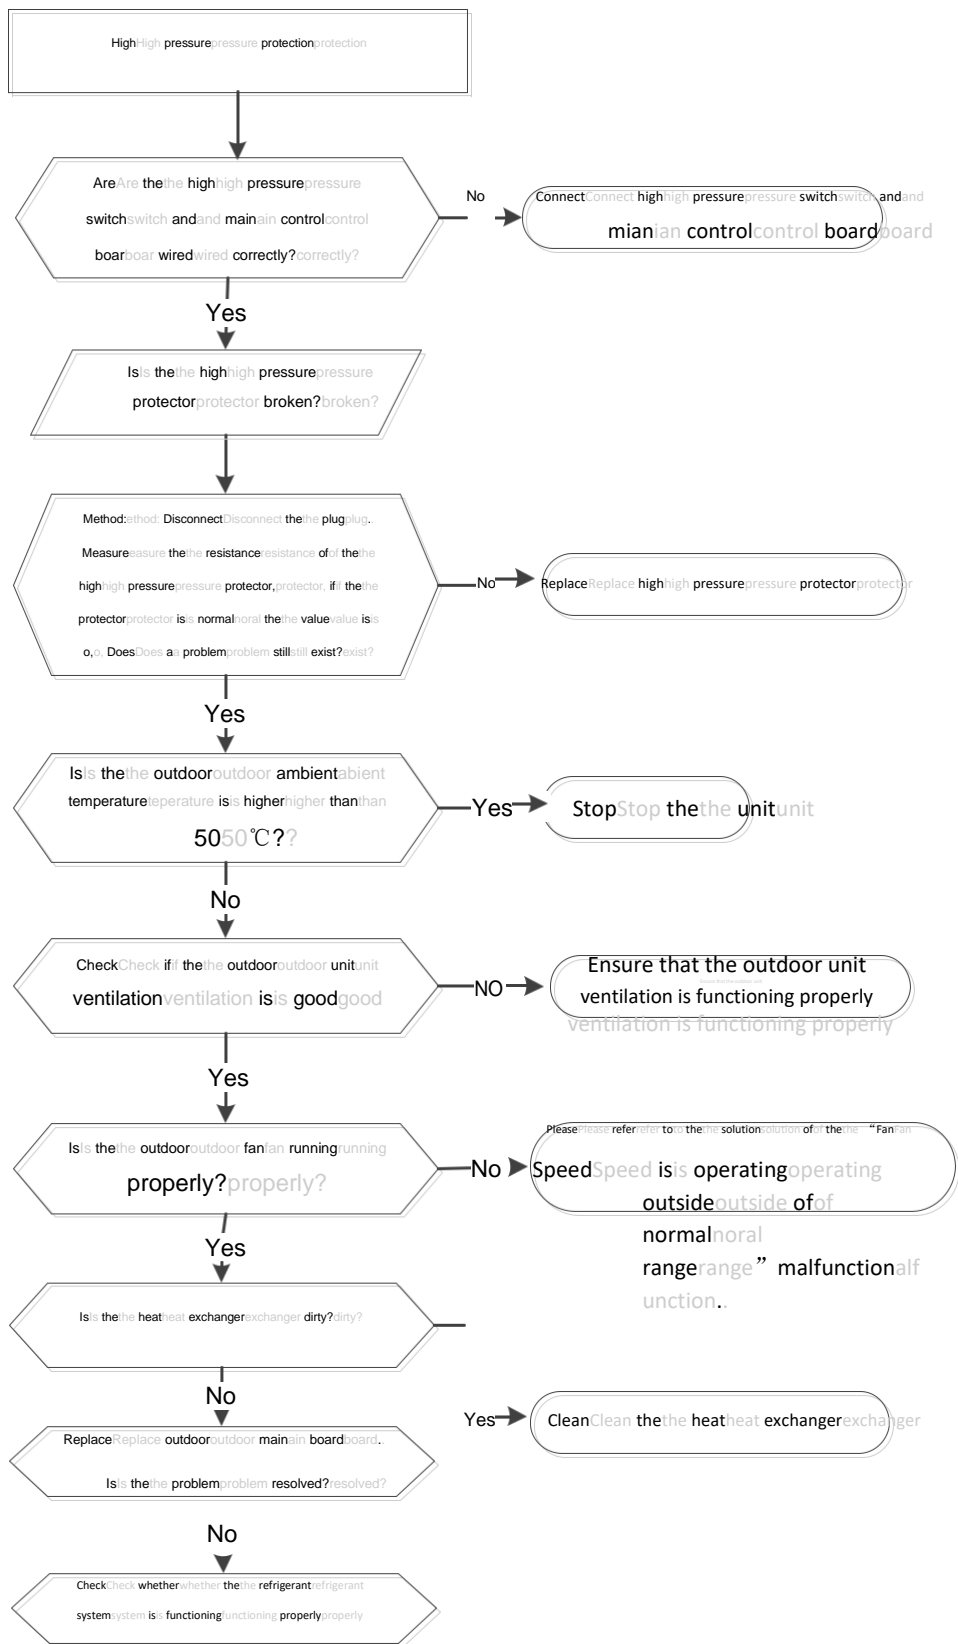 High pressure protection
Are the high pressure
switch and main control
boar wired correctly?
No
Connect high pressure switch and
mian control board
Yes
Is the high pressure
protector broken?
Method: Disconnect the plug.
Measure the resistance of the
high pressure protector, if the
protector is normal the value is
o, Does a problem still exist?
No
Replace high pressure protector
Yes
Is the outdoor ambient
temperature is higher than
50℃?
Yes
Stop the unit
No
Check if the outdoor unit
ventilation is good
NO
Ensure that the outdoor unit
ventilation is functioning properly
Yes
Is the outdoor fan running
properly?
No
Please refer to the solution of the “Fan
Speed is operating
outside of
normal
range” malfunction.
Yes
Is the heat exchanger dirty?
No
Yes
Clean the heat exchanger
Replace outdoor main board.
Is the problem resolved?
No
Check whether the refrigerant
system is functioning properly